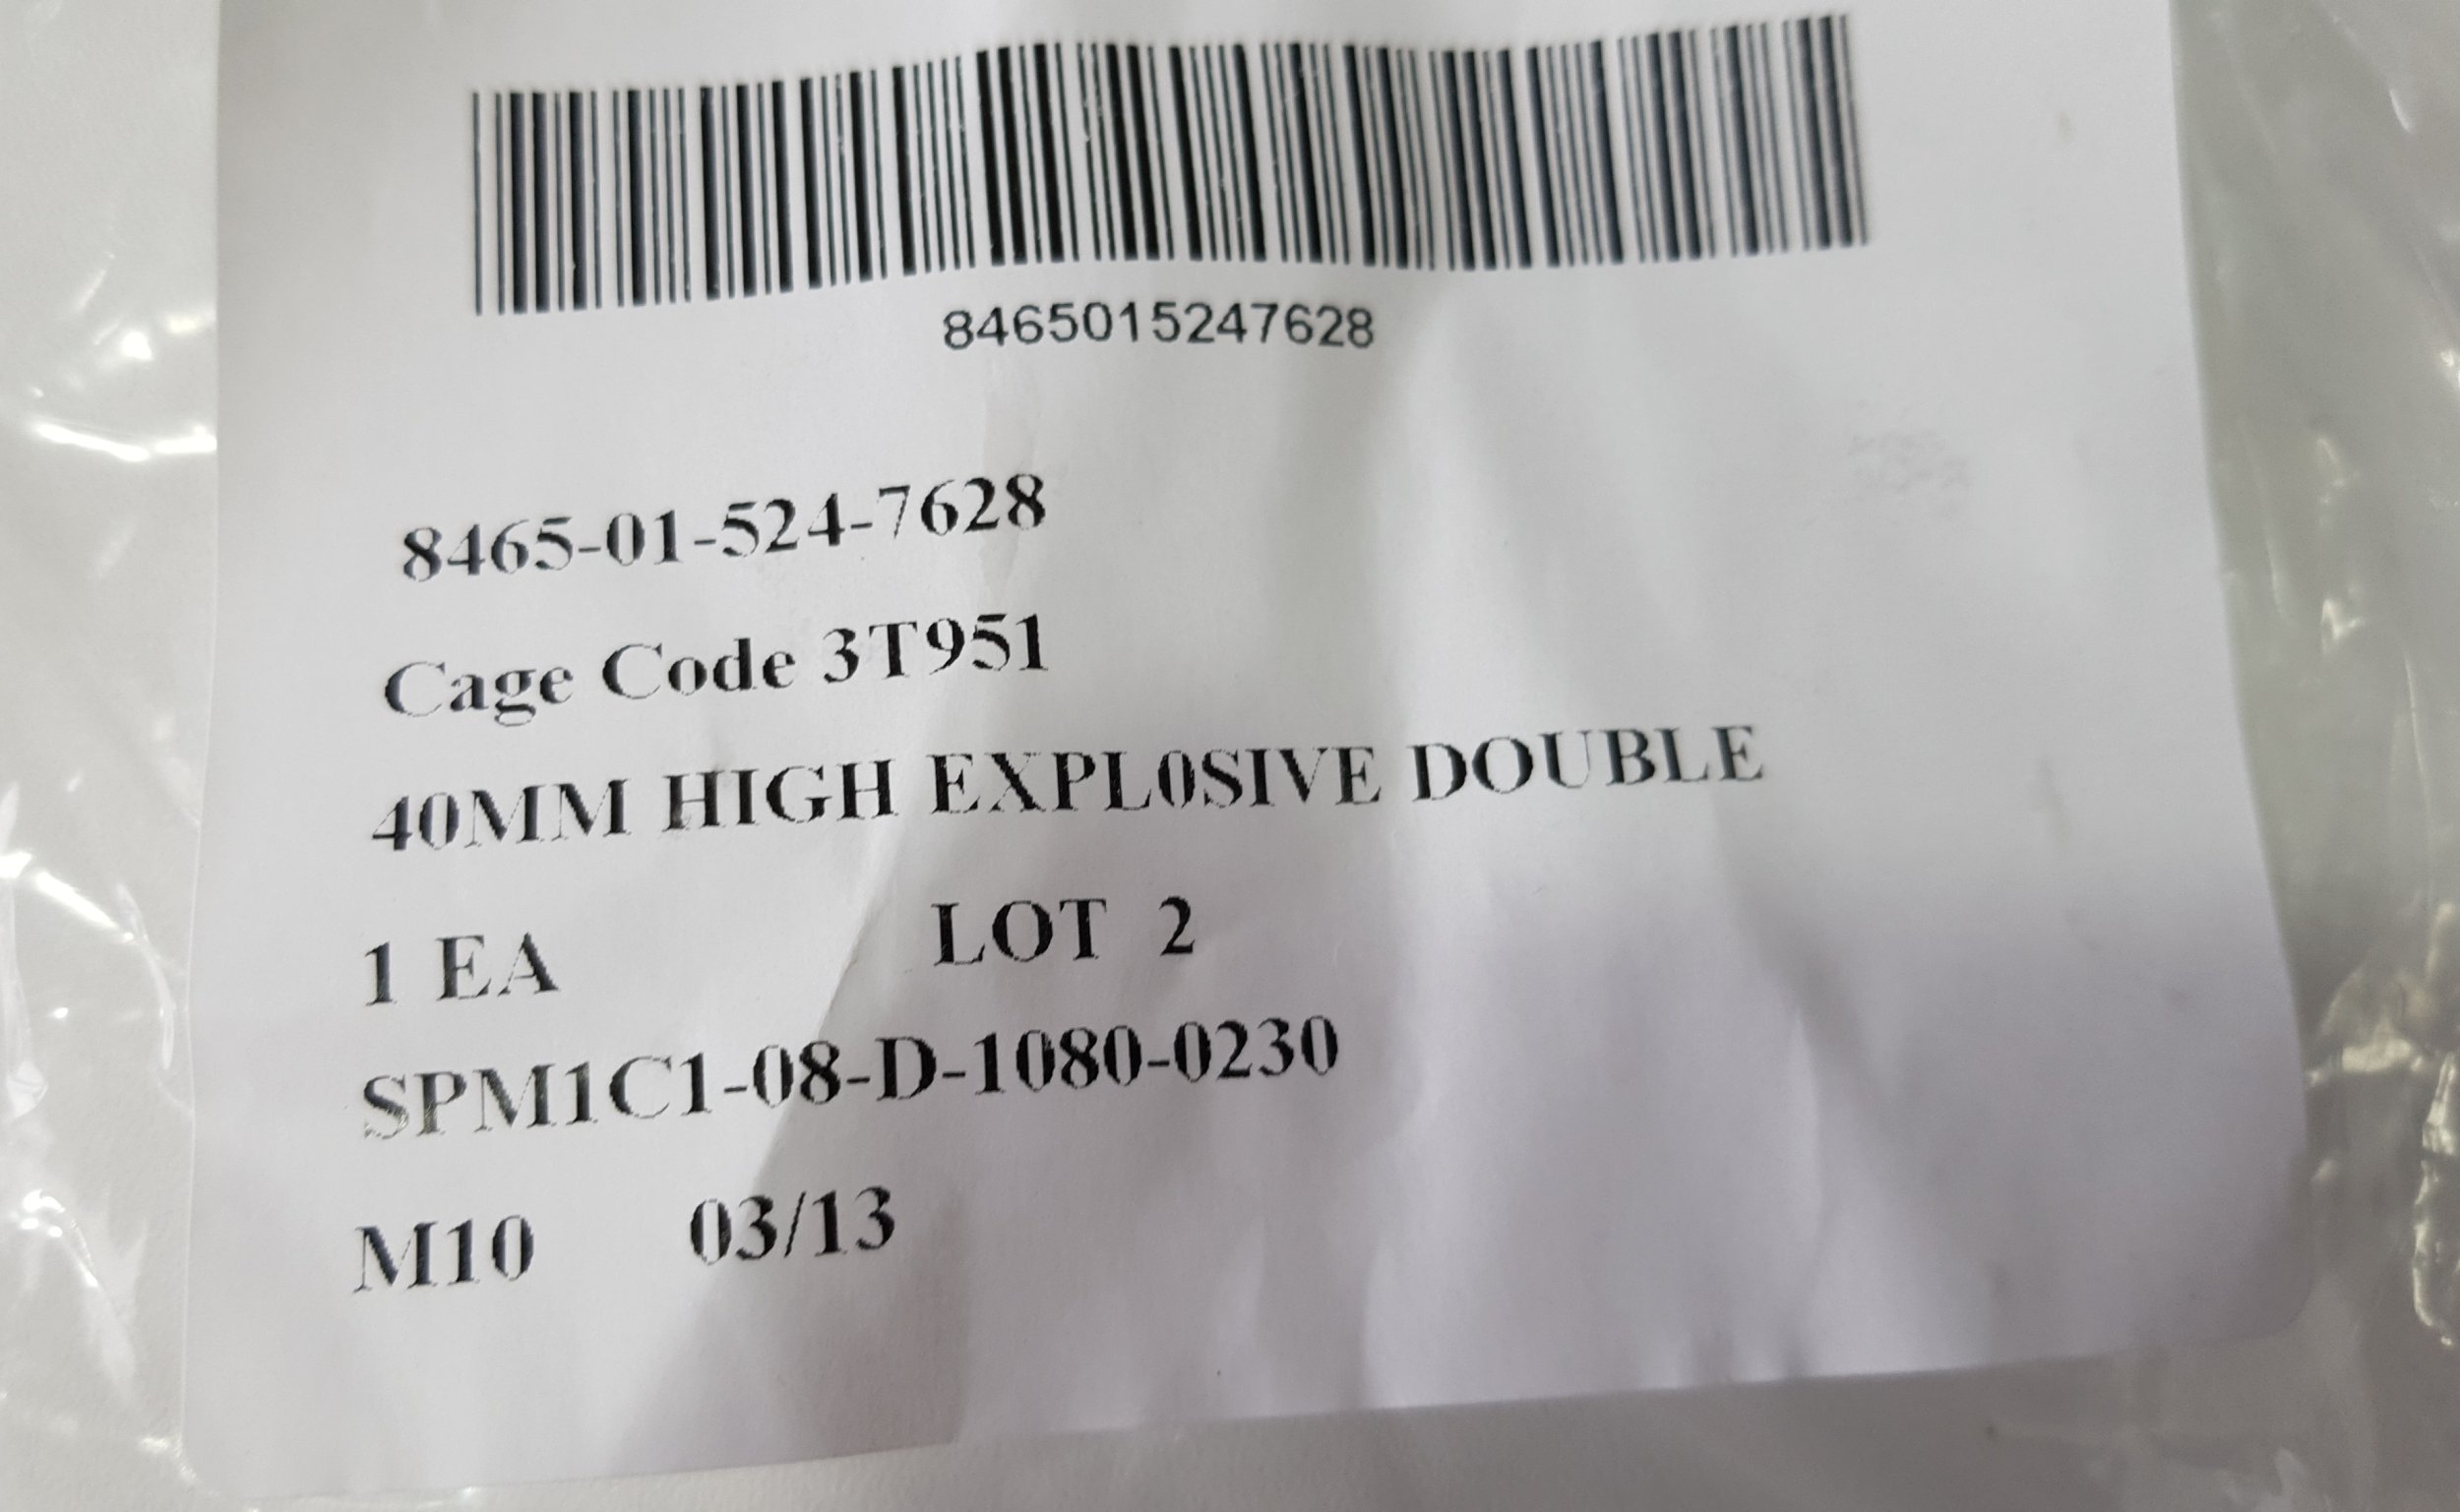 8465015247628
8465-01-524-7628
Cage Code 3T951
40MM HIGH EXPL0SIVE DOUBLE
1 EA LOT 2
SPM1C1-08-D-1080-0230
M10 03/13